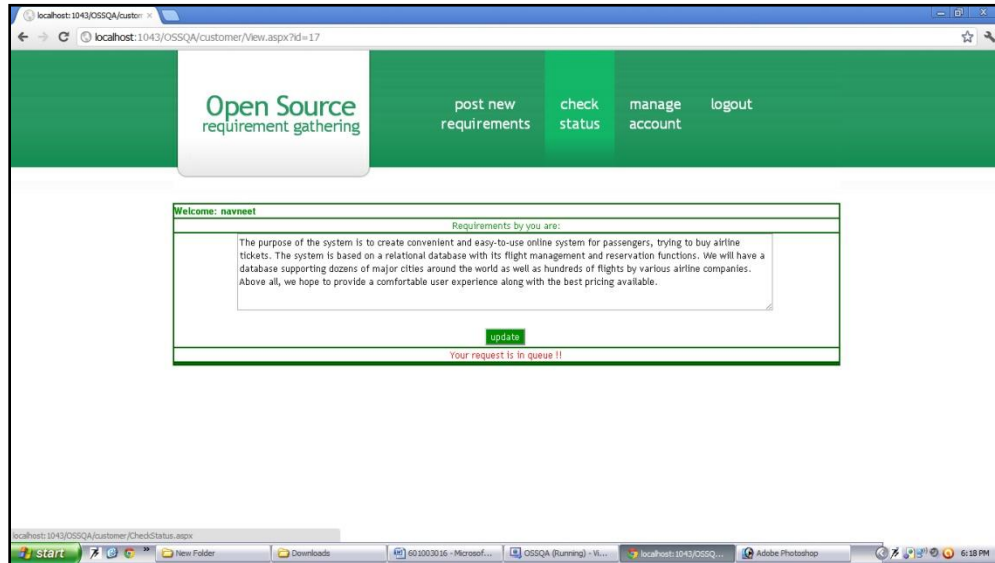 localhost:1043/OSSQA/custom
localhost:1043/OSSQA/customer/View.aspx?id=17
Open Source
requirement gathering
post new
requirements
check
status
manage
account
logout
Welcome: navneet
Requirements by you are:
The purpose of the system is to create convenient and easy-to-use online system for passengers, trying to buy airline
tickets. The system is based on a relational database with its flight management and reservation functions. We will have a
database supporting dozens of major cities around the world as well as hundreds of flights by various airline companies.
Above all, we hope to provide a comfortable user experience along with the best pricing available.
update
Your request is in queue !!
localhost:1043/OSSQA/customer/CheckStatus.aspx
start
New Folder
Downloads
601003016 - Microsof...
OSSQA (Running) - Vi...
localhost:1043/OSSQ...
Adobe Photoshop
6:18 PM